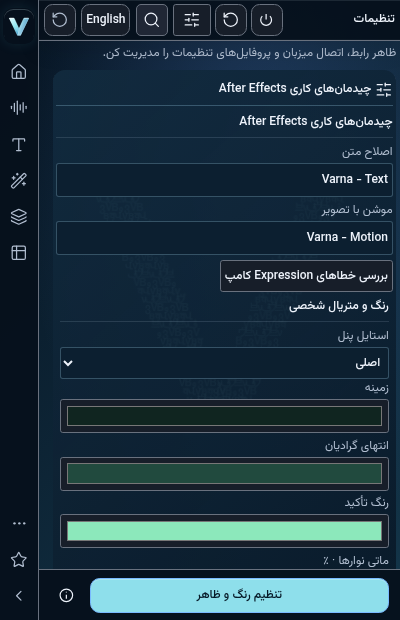 تنظیمات
English
ظاهر رابط، اتصال میزبان و پروفایل‌های تنظیمات را مدیریت کن.
چیدمان‌های کاری After Effects
چیدمان‌های کاری After Effects
اصلاح متن
Varna - Text
موشن با تصویر
Varna - Motion
بررسی خطاهای Expression کامپ
رنگ و متریال شخصی
استایل پنل
اصلی
زمینه
انتهای گرادیان
رنگ تأکید
ماتی نوارها · ٪
تنظیم رنگ و ظاهر